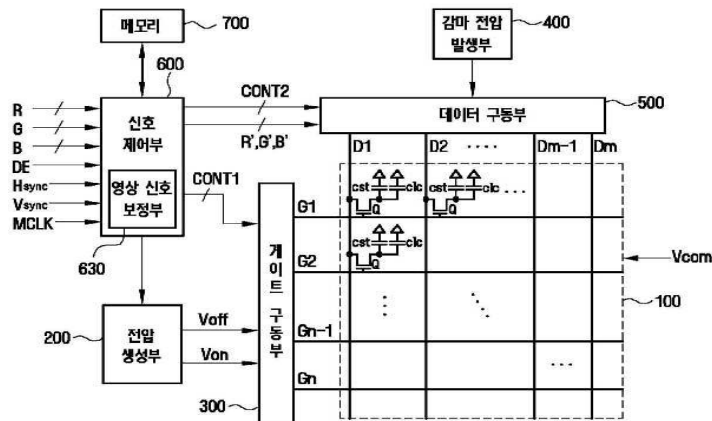 메모리
700
감마 전압
발생부
400
600
CONT2
R
G
B
DE
Hsync
Vsync
MCLK
신호
제어부
영상 신호
보정부
630
R',G',B'
CONT1
데이터 구동부
500
D1 D2 ···· Dm-1 Dm
cst clc cst clc ···
G1
Q Q
cst clc
G2
Q
Vcom
게이트 구동부
100
Gn-1
Gn
200
전압
생성부
Voff
Von
300